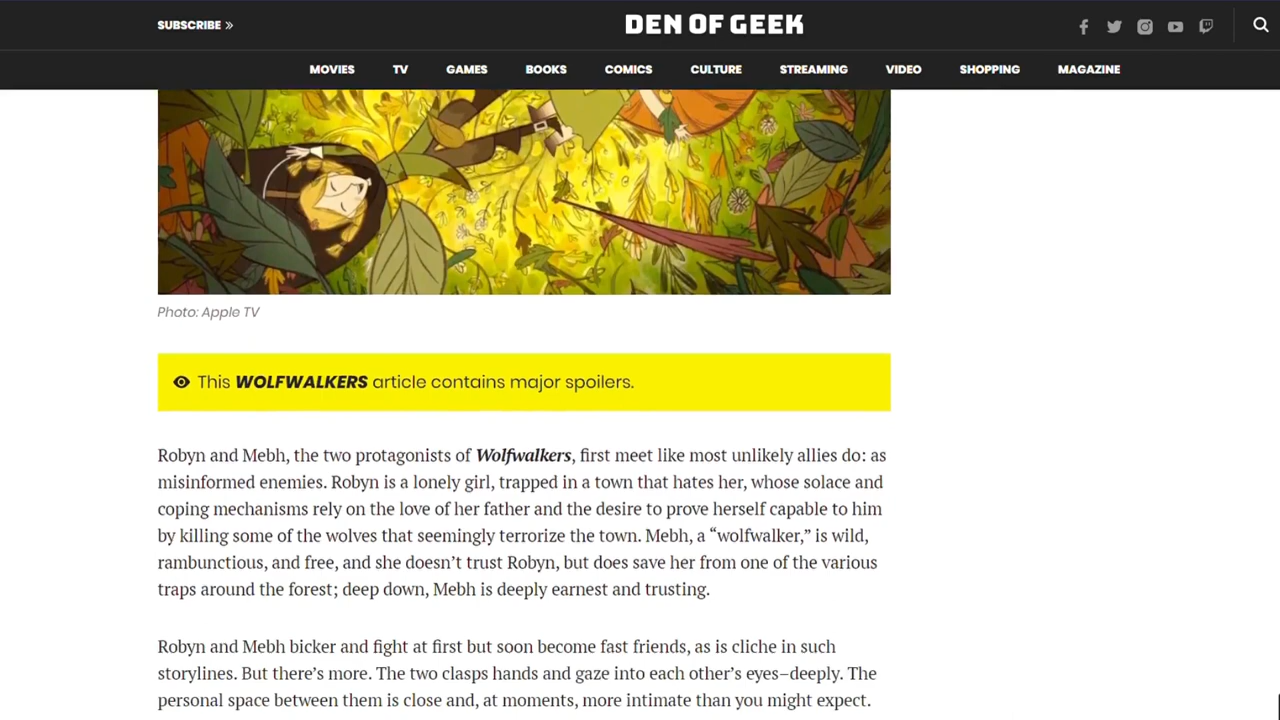 SUBSCRIBE »
DEN OF GEEK
MOVIES TV GAMES BOOKS COMICS CULTURE STREAMING VIDEO SHOPPING MAGAZINE
Photo: Apple TV
This WOLFWALKERS article contains major spoilers.
Robyn and Mebh, the two protagonists of Wolfwalkers, first meet like most unlikely allies do: as
misinformed enemies. Robyn is a lonely girl, trapped in a town that hates her, whose solace and
coping mechanisms rely on the love of her father and the desire to prove herself capable to him
by killing some of the wolves that seemingly terrorize the town. Mebh, a “wolfwalker,” is wild,
rambunctious, and free, and she doesn’t trust Robyn, but does save her from one of the various
traps around the forest; deep down, Mebh is deeply earnest and trusting.
Robyn and Mebh bicker and fight at first but soon become fast friends, as is cliche in such
storylines. But there’s more. The two clasps hands and gaze into each other’s eyes–deeply. The
personal space between them is close and, at moments, more intimate than you might expect.